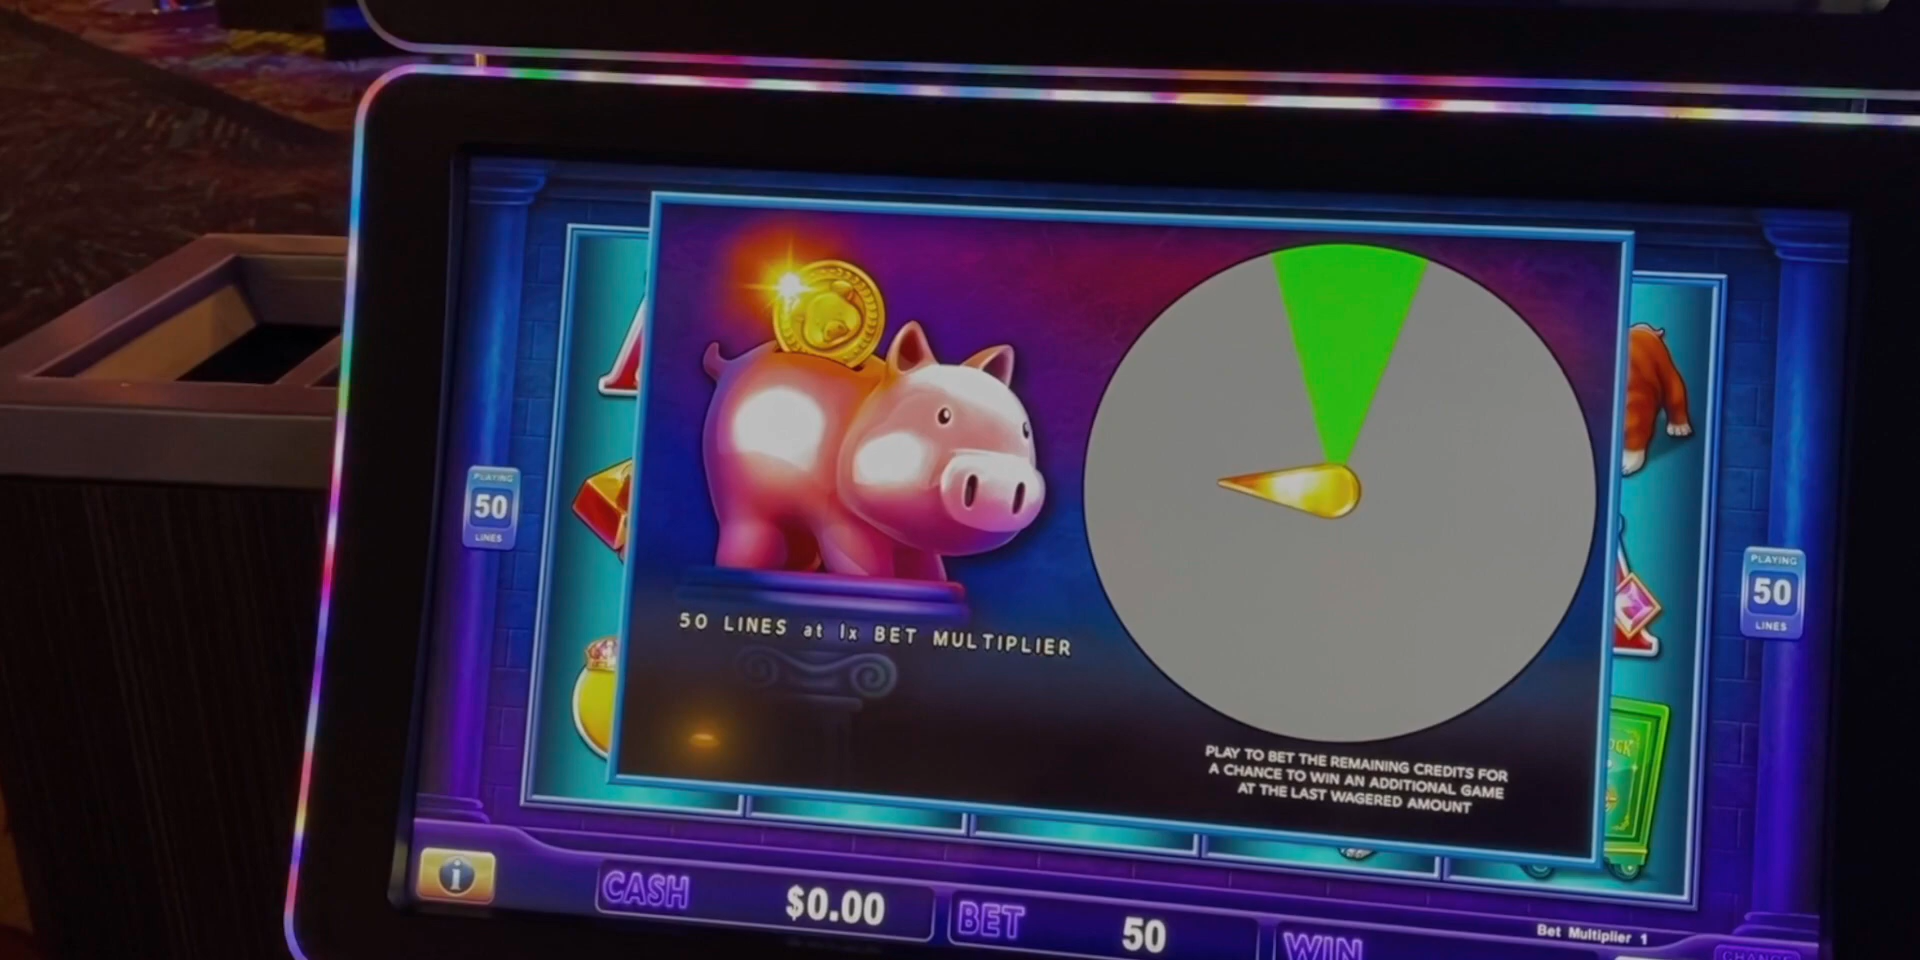 PLAYING
50
LINES
50 LINES at 1x BET MULTIPLIER
PLAY TO BET THE REMAINING CREDITS FOR
A CHANCE TO WIN AN ADDITIONAL GAME
AT THE LAST WAGERED AMOUNT
PLAYING
50
LINES
i
CASH $0.00
BET 50
WIN
Bet Multiplier 1
CHANGE